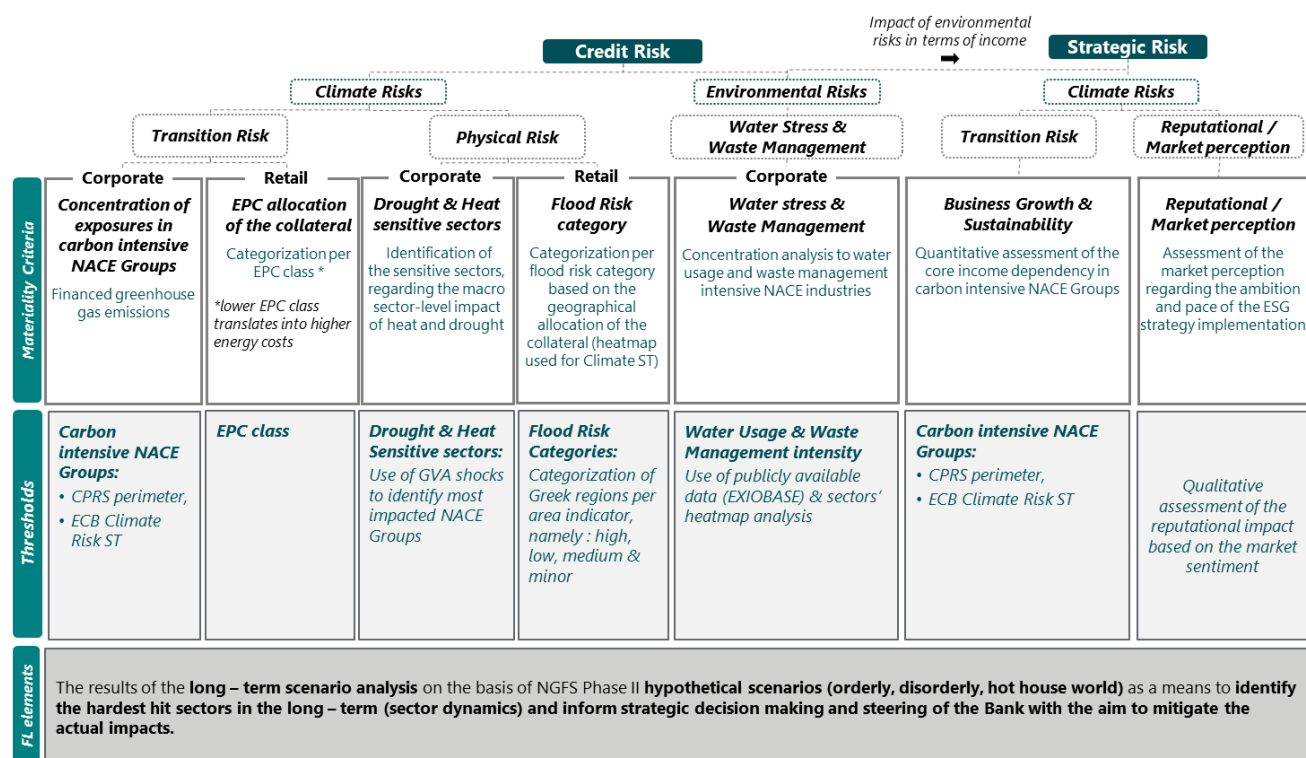 Impact of environmental
risks in terms of income
Credit Risk
Strategic Risk
Climate Risks
Environmental Risks
Climate Risks
Transition Risk
Physical Risk
Water Stress &
Waste Management
Transition Risk
Reputational /
Market perception
Materiality Criteria
Corporate
Concentration of
exposures in
carbon intensive
NACE Groups
Financed greenhouse
gas emissions
Retail
EPC allocation
of the collateral
Categorization per
EPC class *
*lower EPC class
translates into higher
energy costs
Corporate
Drought & Heat
sensitive sectors
Identification of
the sensitive sectors,
regarding the macro
sector-level impact
of heat and drought
Retail
Flood Risk
category
Categorization per
flood risk category
based on the
geographical
allocation of the
collateral (heatmap
used for Climate ST)
Corporate
Water stress &
Waste Management
Concentration analysis to water
usage and waste management
intensive NACE industries
Business Growth &
Sustainability
Quantitative assessment of the
core income dependency in
carbon intensive NACE Groups
Reputational /
Market perception
Assessment of the
market perception
regarding the ambition
and pace of the ESG
strategy implementation
Thresholds
Carbon
intensive NACE
Groups:
• CPRS perimeter,
• ECB Climate
Risk ST
EPC class
Drought & Heat
Sensitive sectors:
Use of GVA shocks
to identify most
impacted NACE
Groups
Flood Risk
Categories:
Categorization of
Greek regions per
area indicator,
namely : high,
low, medium &
minor
Water Usage & Waste
Management intensity
Use of publicly available
data (EXIOBASE) & sectors'
heatmap analysis
Carbon intensive NACE
Groups:
• CPRS perimeter,
• ECB Climate Risk ST
Qualitative
assessment of the
reputational impact
based on the market
sentiment
FL elements
The results of the long – term scenario analysis on the basis of NGFS Phase II hypothetical scenarios (orderly, disorderly, hot house world) as a means to identify
the hardest hit sectors in the long – term (sector dynamics) and inform strategic decision making and steering of the Bank with the aim to mitigate the
actual impacts.